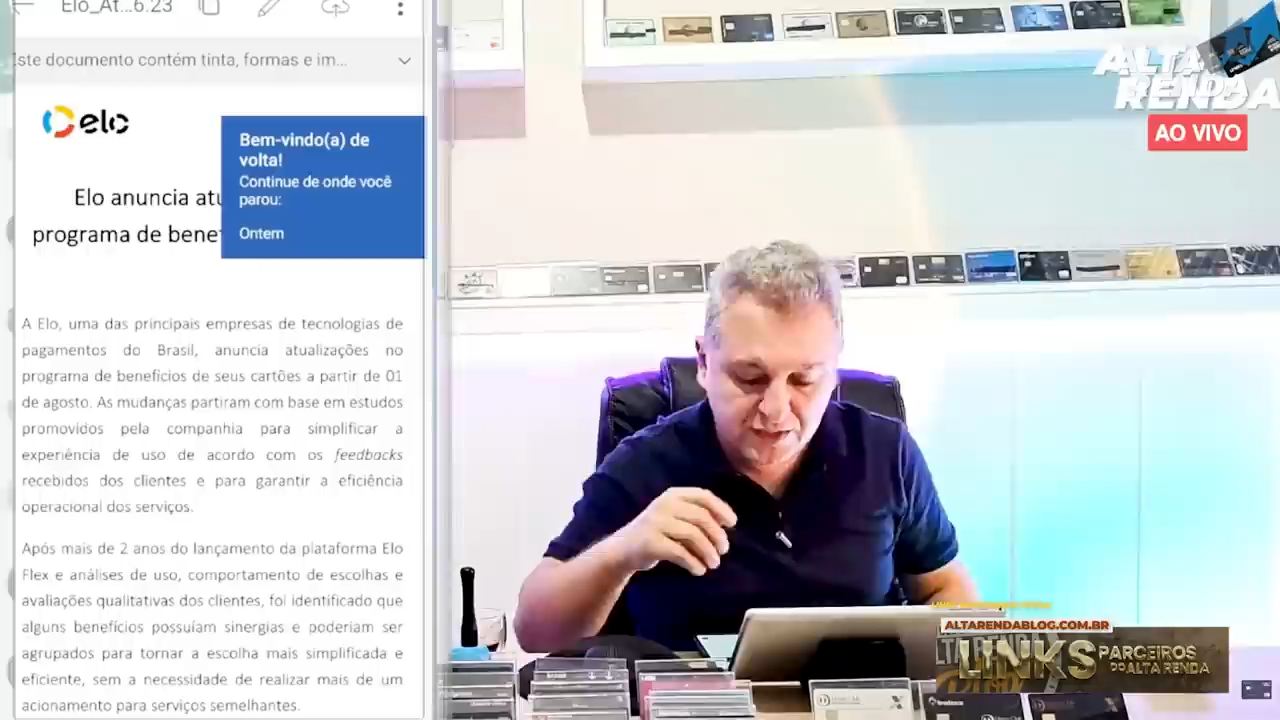 Elo_At...6.23
Este documento contém tinta, formas e im...
elo
Bem-vindo(a) de
volta!
Continue de onde você
parou:
Ontem
Elo anuncia atu
programa de benef
A Elo, uma das principais empresas de tecnologias de
pagamentos do Brasil, anuncia atualizações no
programa de benefícios de seus cartões a partir de 01
de agosto. As mudanças partiram com base em estudos
promovidos pela companhia para simplificar a
experiência de uso de acordo com os feedbacks
recebidos dos clientes e para garantir a eficiência
operacional dos serviços.
Após mais de 2 anos do lançamento da plataforma Elo
Flex e análises de uso, comportamento de escolhas e
avaliações qualitativas dos clientes, foi identificado que
alguns benefícios possuíam sinergias e poderiam ser
agrupados para tornar a escolha mais simplificada e
eficiente, sem a necessidade de realizar mais de um
acionamento para serviços semelhantes.
ALTA
RENDA
AO VIVO
ALTARENDABLOG.COM.BR
LINKS
PARCEIROS
DO ALTA RENDA